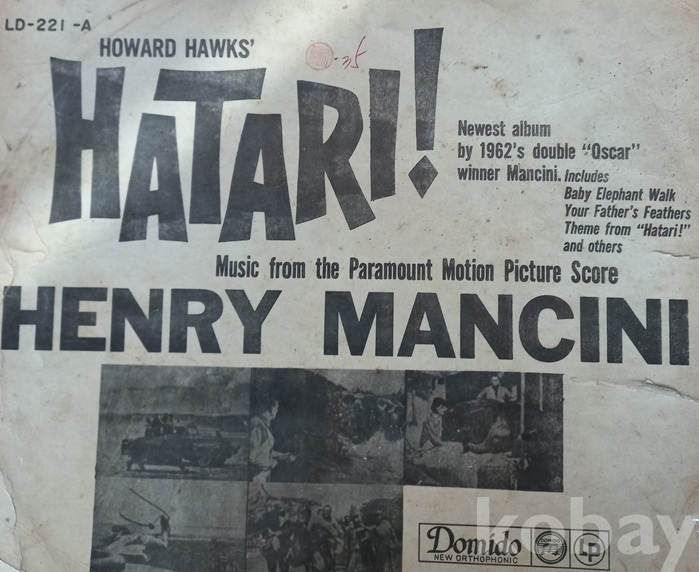 LD-221-A
HOWARD HAWKS'
HATARI!
Newest album
by 1962's double "Oscar"
winner Mancini. Includes
Baby Elephant Walk
Your Father's Feathers
Theme from "Hatari!"
and others
Music from the Paramount Motion Picture Score
HENRY MANCINI
Domido
NEW ORTHOPHONIC
LP
kobay